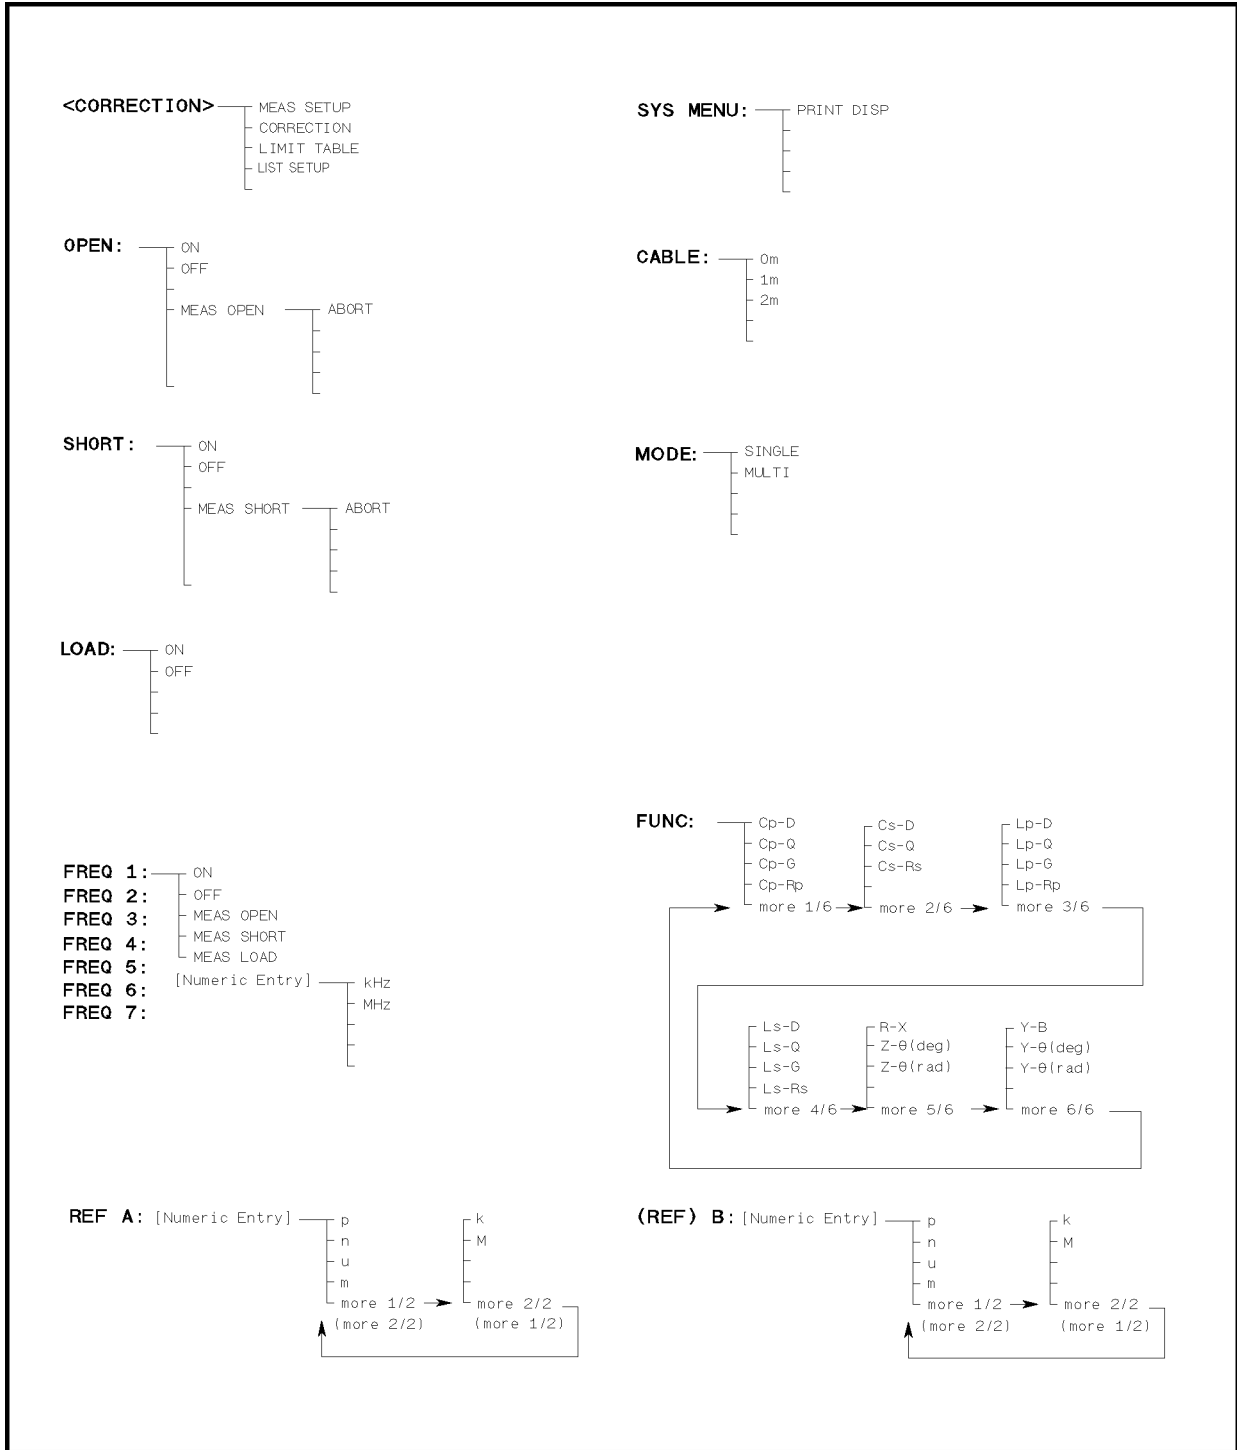 <CORRECTION> MEAS SETUP
CORRECTION
LIMIT TABLE
LIST SETUP
SYS MENU: PRINT DISP
OPEN: ON
OFF
MEAS OPEN ABORT
CABLE: 0m
1m
2m
SHORT: ON
OFF
MEAS SHORT ABORT
MODE: SINGLE
MULTI
LOAD: ON
OFF
FREQ 1: ON
FREQ 2: OFF
FREQ 3: MEAS OPEN
FREQ 4: MEAS SHORT
FREQ 5: MEAS LOAD
FREQ 6: [Numeric Entry] kHz
FREQ 7: MHz
FUNC: Cp-D Cs-D Lp-D
Cp-Q Cs-Q Lp-Q
Cp-G Cs-Rs Lp-G
Cp-Rp Lp-Rp
more 1/6 more 2/6 more 3/6
Ls-D R-X Y-B
Ls-Q Z-θ(deg) Y-θ(deg)
Ls-G Z-θ(rad) Y-θ(rad)
Ls-Rs
more 4/6 more 5/6 more 6/6
REF A: [Numeric Entry] p k
n M
u
m
more 1/2 more 2/2
(more 2/2) (more 1/2)
(REF) B: [Numeric Entry] p k
n M
u
m
more 1/2 more 2/2
(more 2/2) (more 1/2)